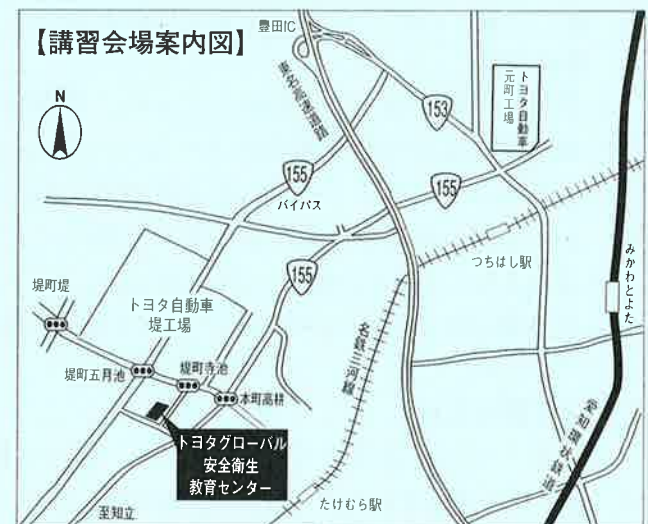 【講習会場案内図】
豊田IC
東名高速道路
153
トヨタ自動車
元町工場
N
155
バイパス
155
つちはし駅
みかわとよた
155
堤町堤
トヨタ自動車
堤工場
名鉄三河線
堤町五月池
堤町寺池
本町高根
愛知環状鉄道
トヨタグローバル
安全衛生
教育センター
たけむら駅
至知立